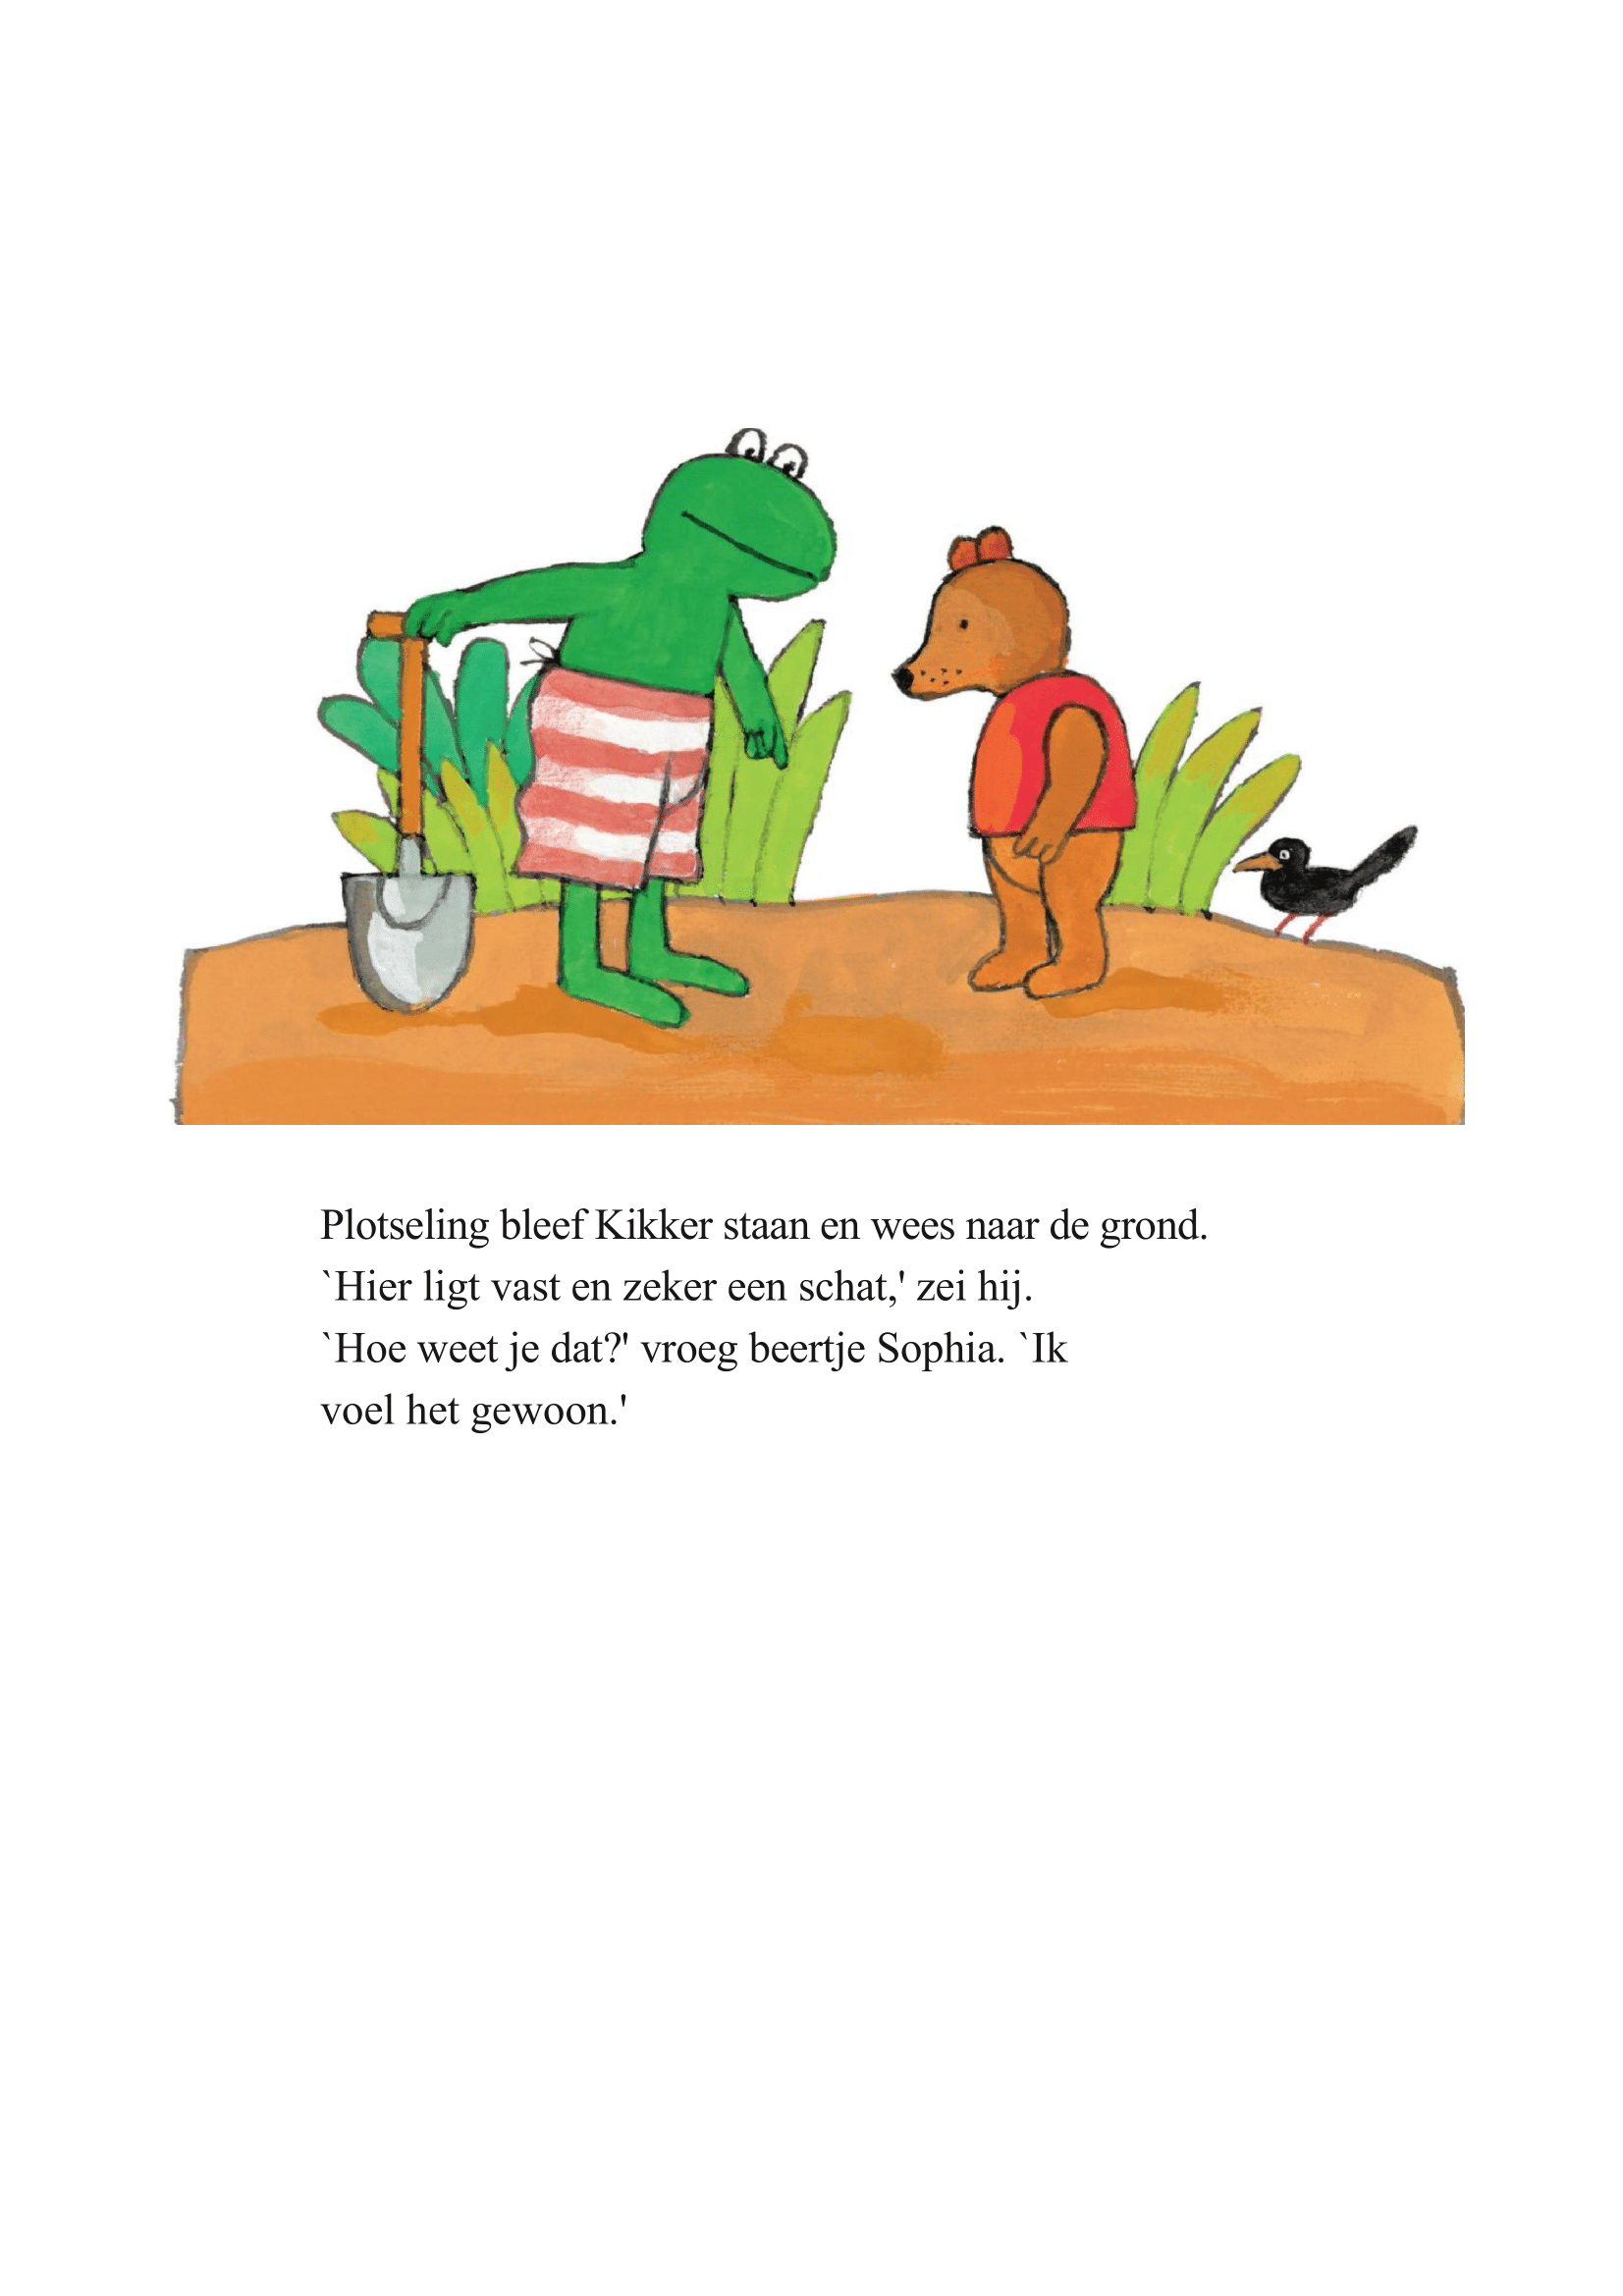 Plotseling bleef Kikker staan en wees naar de grond.
`Hier ligt vast en zeker een schat,' zei hij.
`Hoe weet je dat?' vroeg beertje Sophia. `Ik
voel het gewoon.'